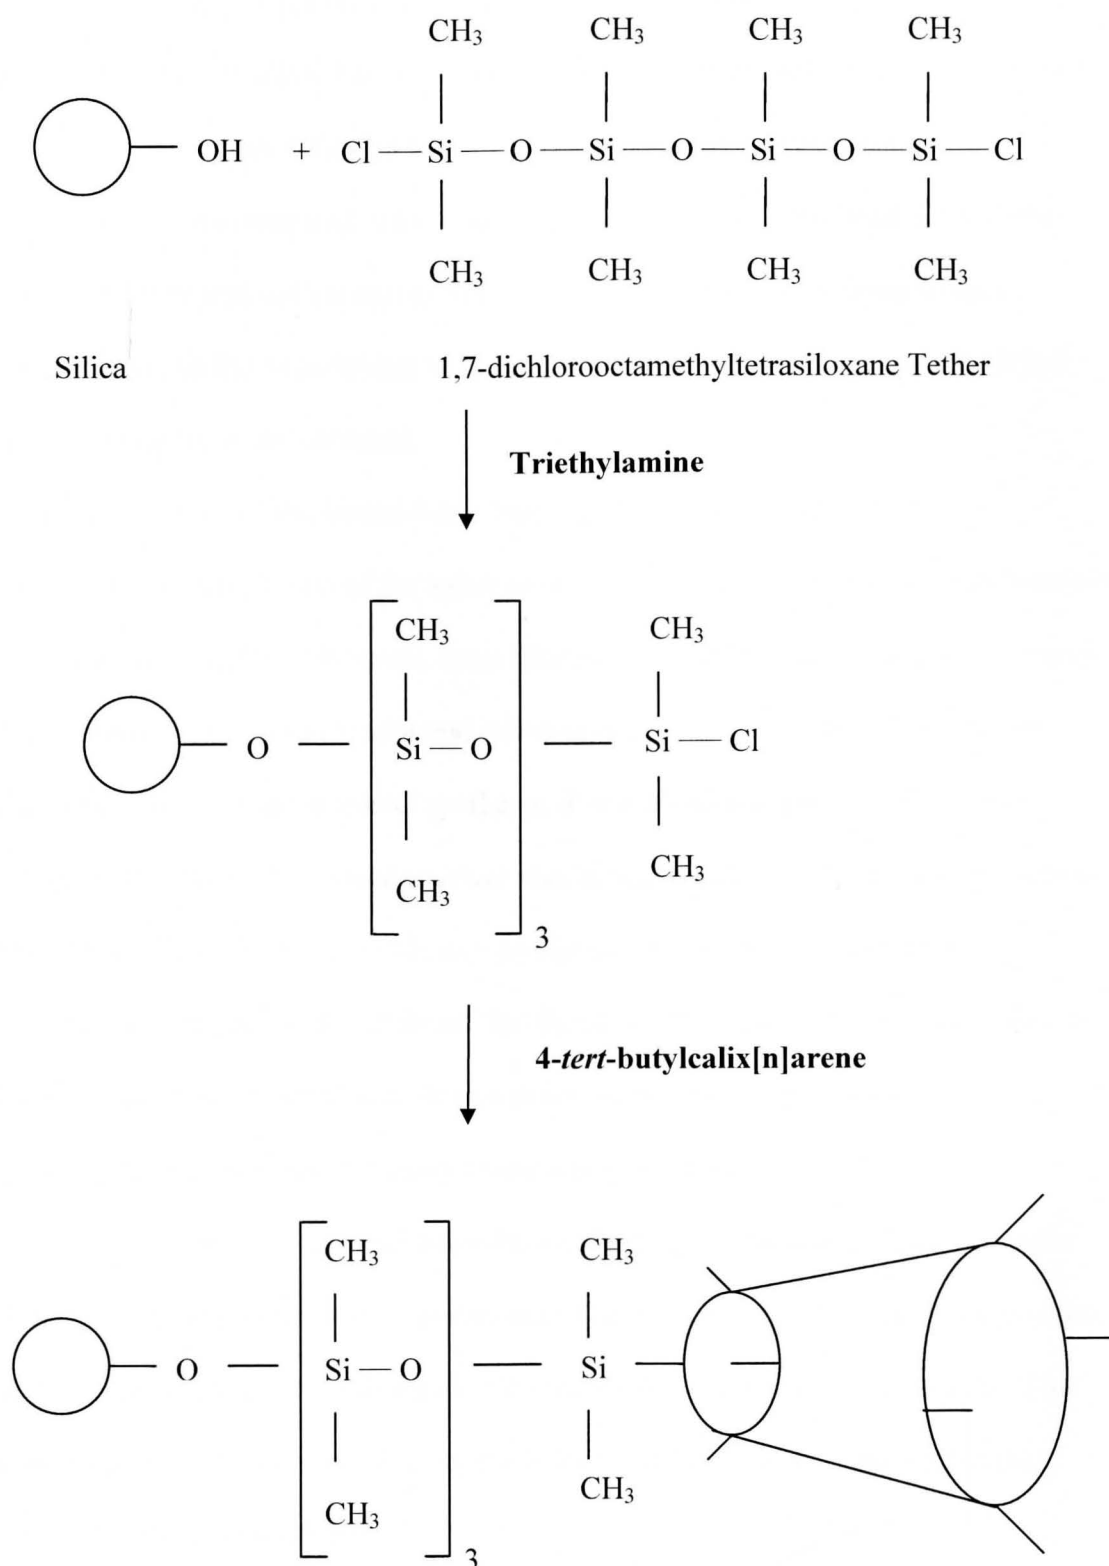 CH₃ CH₃ CH₃ CH₃
OH + Cl—Si—O—Si—O—Si—O—Si—Cl
CH₃ CH₃ CH₃ CH₃
Silica 1,7-dichlorooctamethyltetrasiloxane Tether
Triethylamine
CH₃ CH₃
O Si—O Si—Cl
CH₃ CH₃
3
4-tert-butylcalix[n]arene
CH₃ CH₃
O Si—O Si
CH₃ CH₃
3